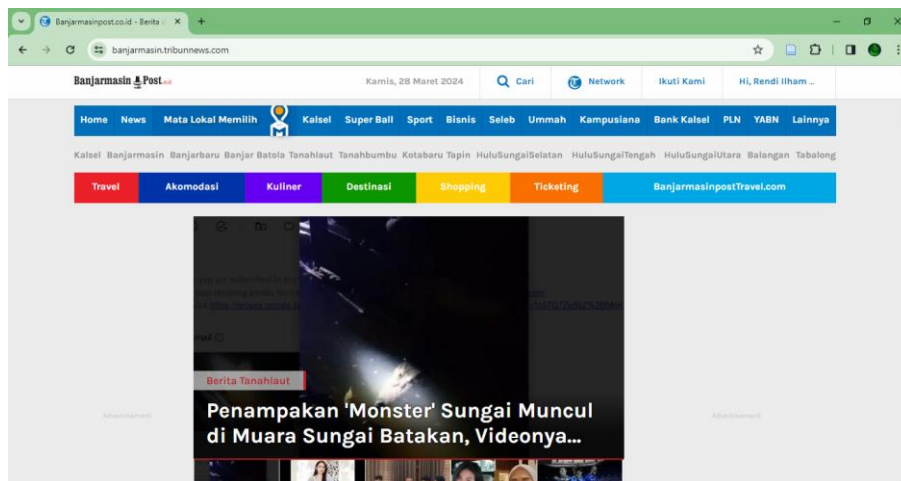 Banjarmasinpost.co.id - Berita
banjarmasin.tribunnews.com
Banjarmasin Post
Kamis, 28 Maret 2024
Cari
Network
Ikuti Kami
Hi, Rendi Ilham ...
Home News Mata Lokal Memilih Kalsel Super Ball Sport Bisnis Seleb Ummah Kampusiana Bank Kalsel PLN YABN Lainnya
Kalsel Banjarmasin Banjarbaru Banjar Batola Tanahlaut Tanahbumbu Kotabaru Tapin HuluSungaiSelatan HuluSungaiTengah HuluSungaiUtara Balangan Tabalong
Travel Akomodasi Kuliner Destinasi Shopping Ticketing BanjarmasinpostTravel.com
Berita Tanahlaut
Penampakan 'Monster' Sungai Muncul
di Muara Sungai Batakan, Videonya...
Advertisement
Advertisement